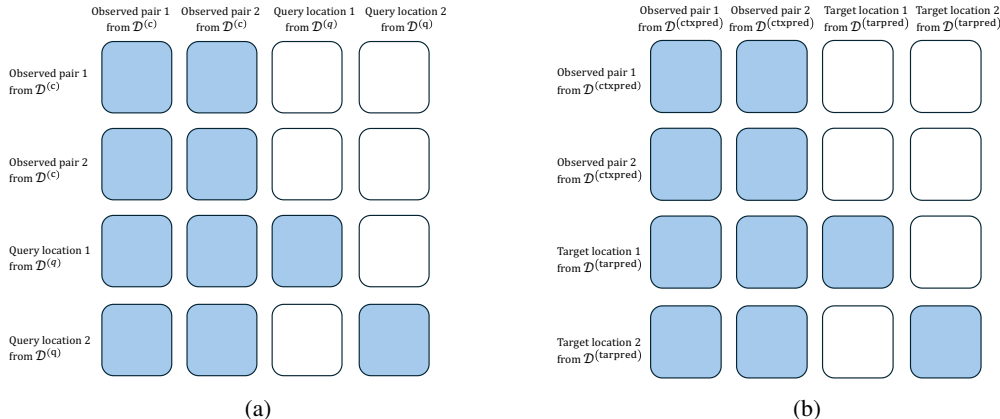 Observed pair 1 from 𝒟(c)
Observed pair 2 from 𝒟(c)
Query location 1 from 𝒟(q)
Query location 2 from 𝒟(q)
Observed pair 1
from 𝒟(c)
Observed pair 2
from 𝒟(c)
Query location 1
from 𝒟(q)
Query location 2
from 𝒟(q)
(a)
Observed pair 1 from 𝒟(ctxpred)
Observed pair 2 from 𝒟(ctxpred)
Target location 1 from 𝒟(tarpred)
Target location 2 from 𝒟(tarpred)
Observed pair 1
from 𝒟(ctxpred)
Observed pair 2
from 𝒟(ctxpred)
Target location 1
from 𝒟(tarpred)
Target location 2
from 𝒟(tarpred)
(b)